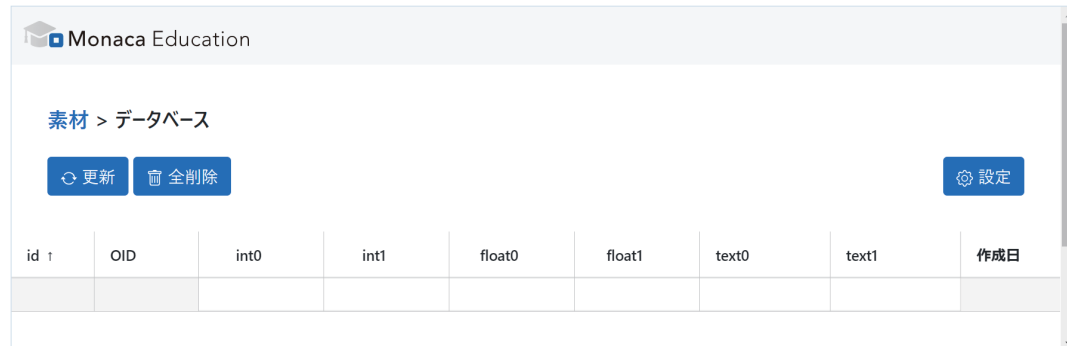 Monaca Education
素材 > データベース
更新 全削除 設定
id ↑ OID int0 int1 float0 float1 text0 text1 作成日